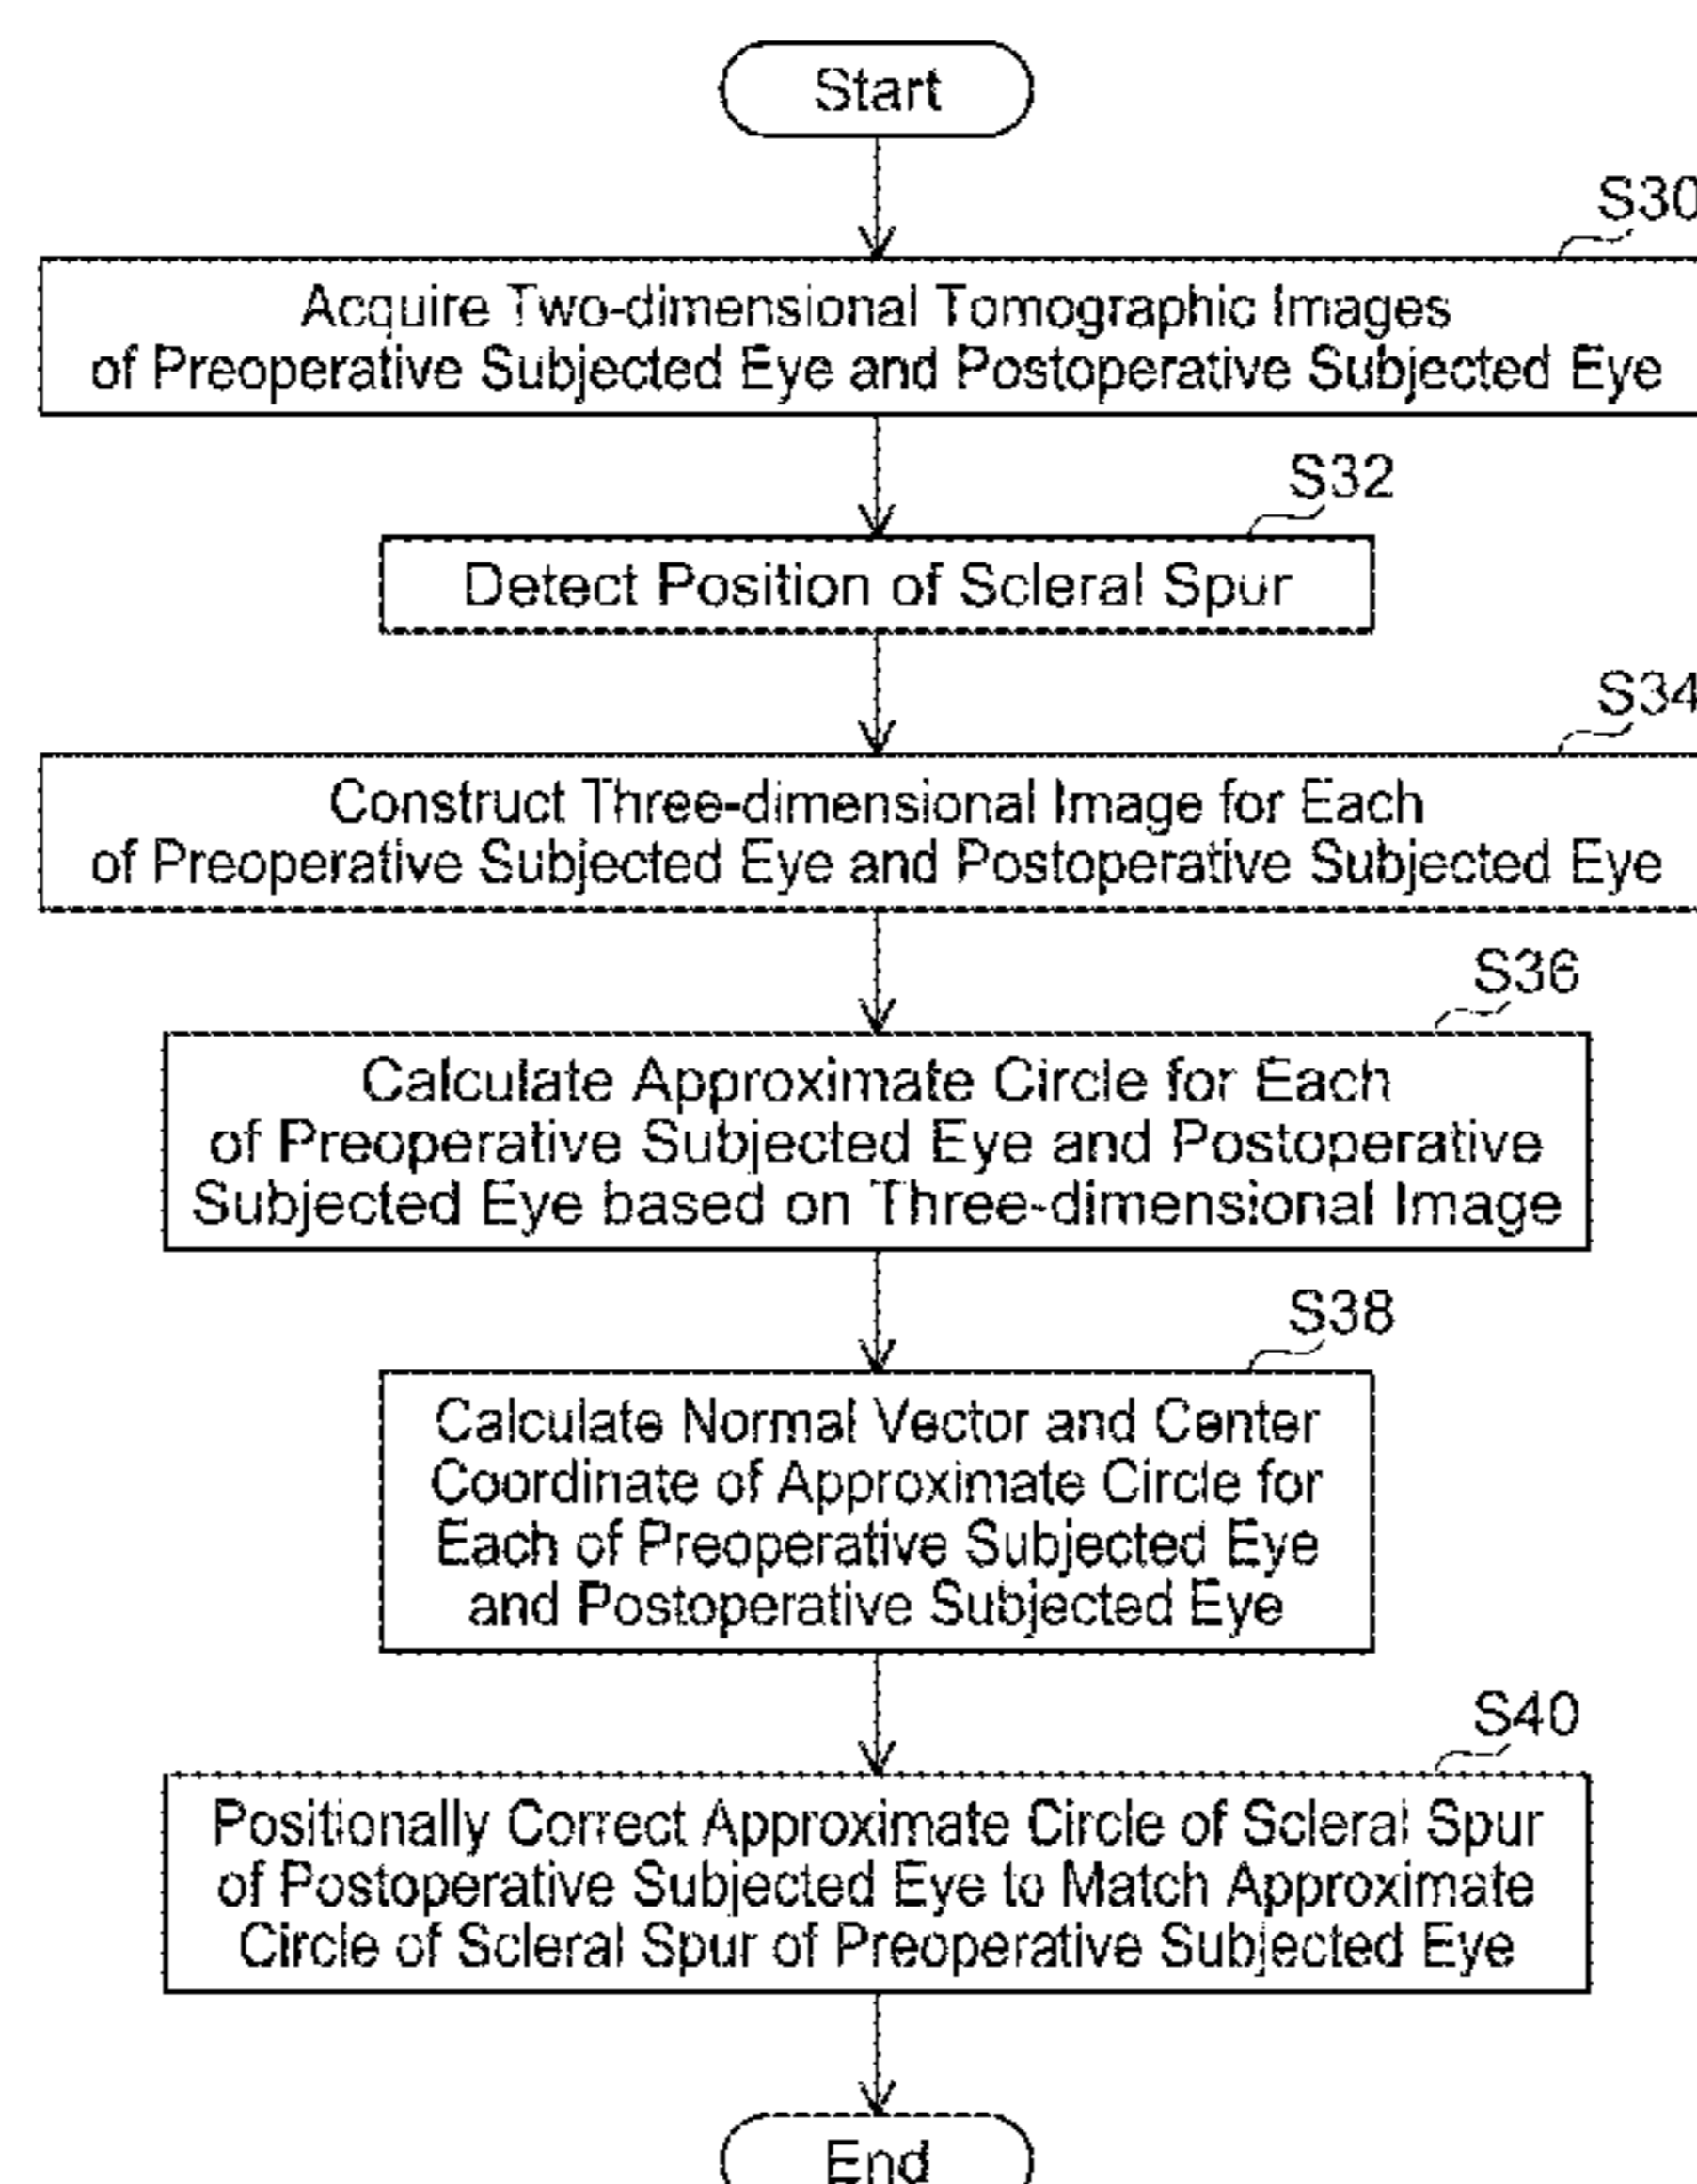 Start
S30
Acquire Two-dimensional Tomographic Images
of Preoperative Subjected Eye and Postoperative Subjected Eye
S32
Detect Position of Scleral Spur
S34
Construct Three-dimensional Image for Each
of Preoperative Subjected Eye and Postoperative Subjected Eye
S36
Calculate Approximate Circle for Each
of Preoperative Subjected Eye and Postoperative
Subjected Eye based on Three-dimensional Image
S38
Calculate Normal Vector and Center
Coordinate of Approximate Circle for
Each of Preoperative Subjected Eye
and Postoperative Subjected Eye
S40
Positionally Correct Approximate Circle of Scleral Spur
of Postoperative Subjected Eye to Match Approximate
Circle of Scleral Spur of Preoperative Subjected Eye
End